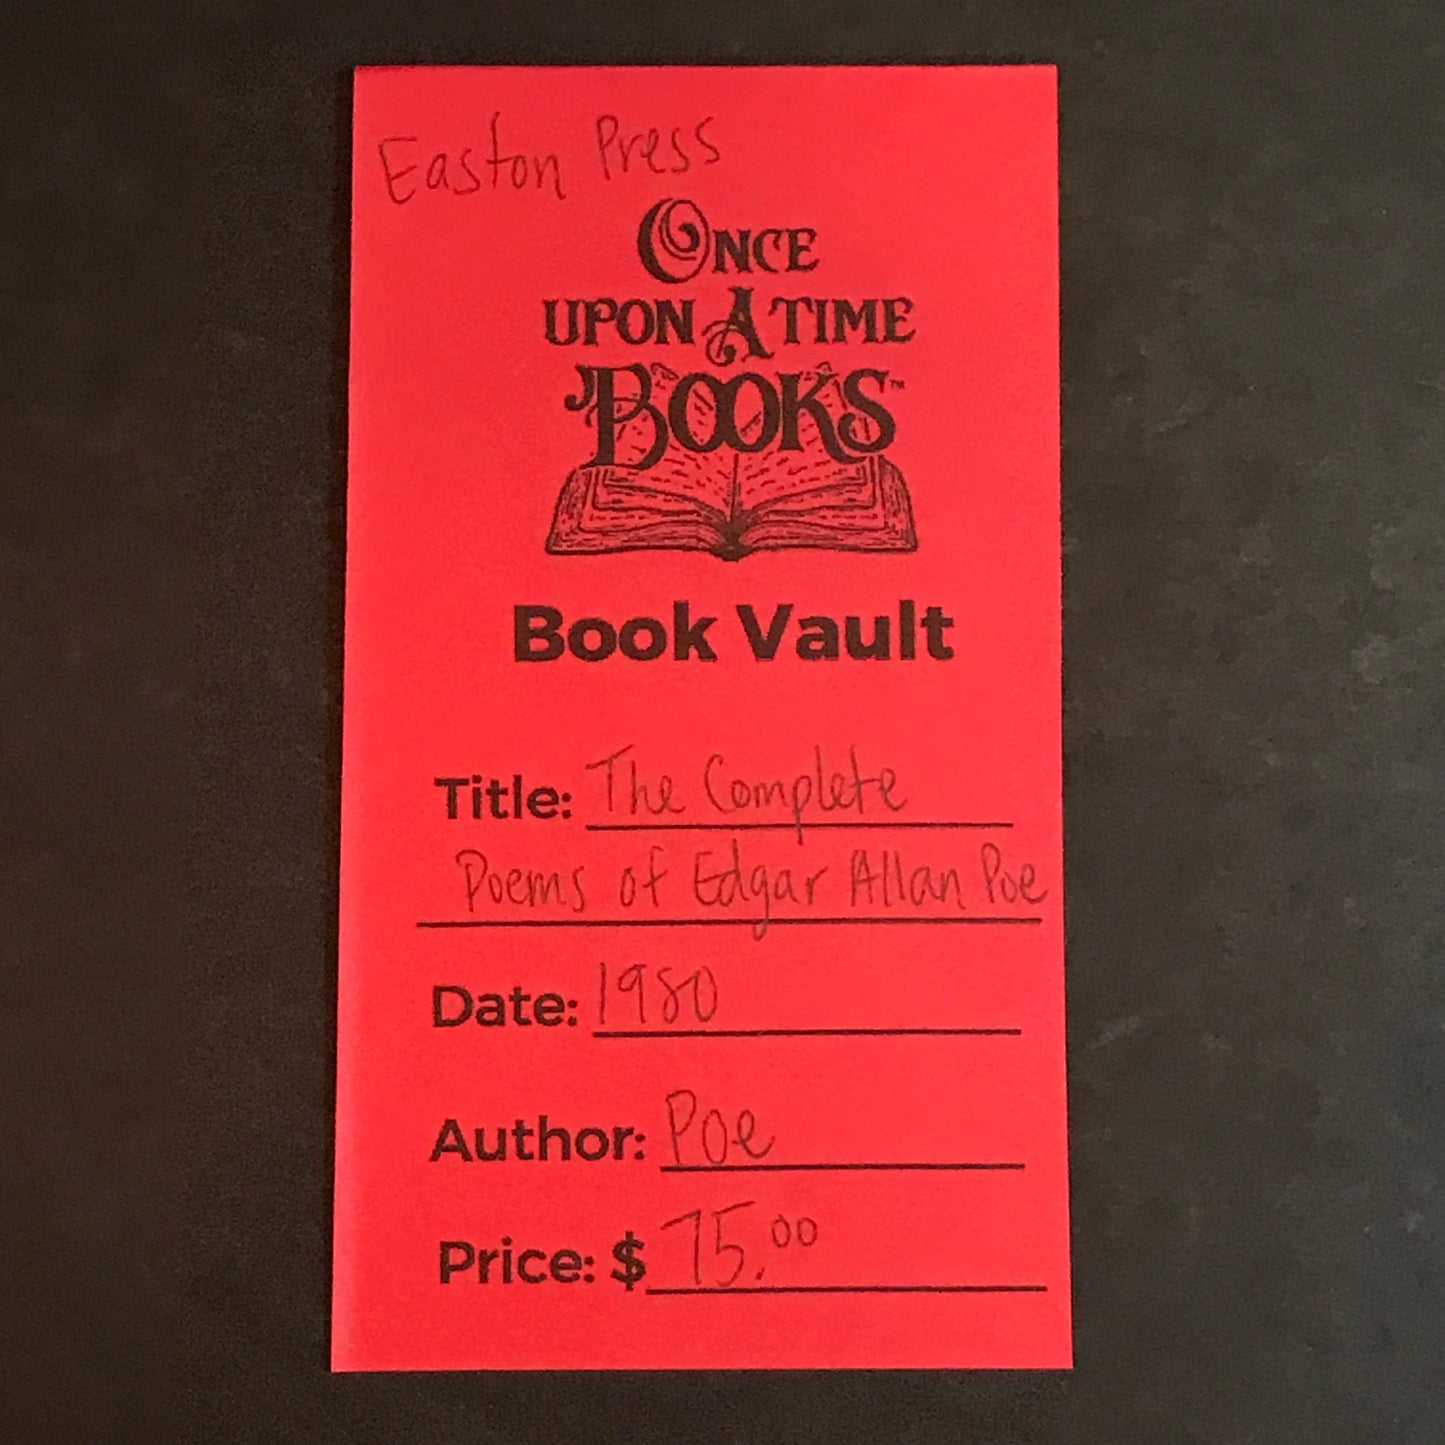 Easton Press
ONCE
UPON A TIME
BOOKS™
Book Vault
Title: The Complete
Poems of Edgar Allan Poe
Date: 1980
Author: Poe
Price: $ 75.00